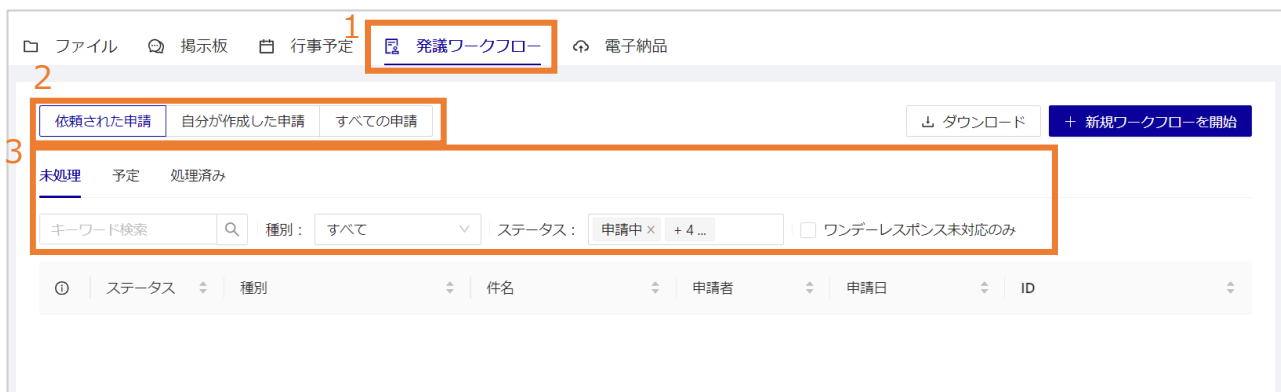 1
ファイル 掲示板 行事予定 発議ワークフロー 電子納品
2
依頼された申請 自分が作成した申請 すべての申請 ダウンロード + 新規ワークフローを開始
3
未処理 予定 処理済み
キーワード検索 種別： すべて ステータス： 申請中 × + 4 ... ワンデーレスポンス未対応のみ
ステータス 種別 件名 申請者 申請日 ID